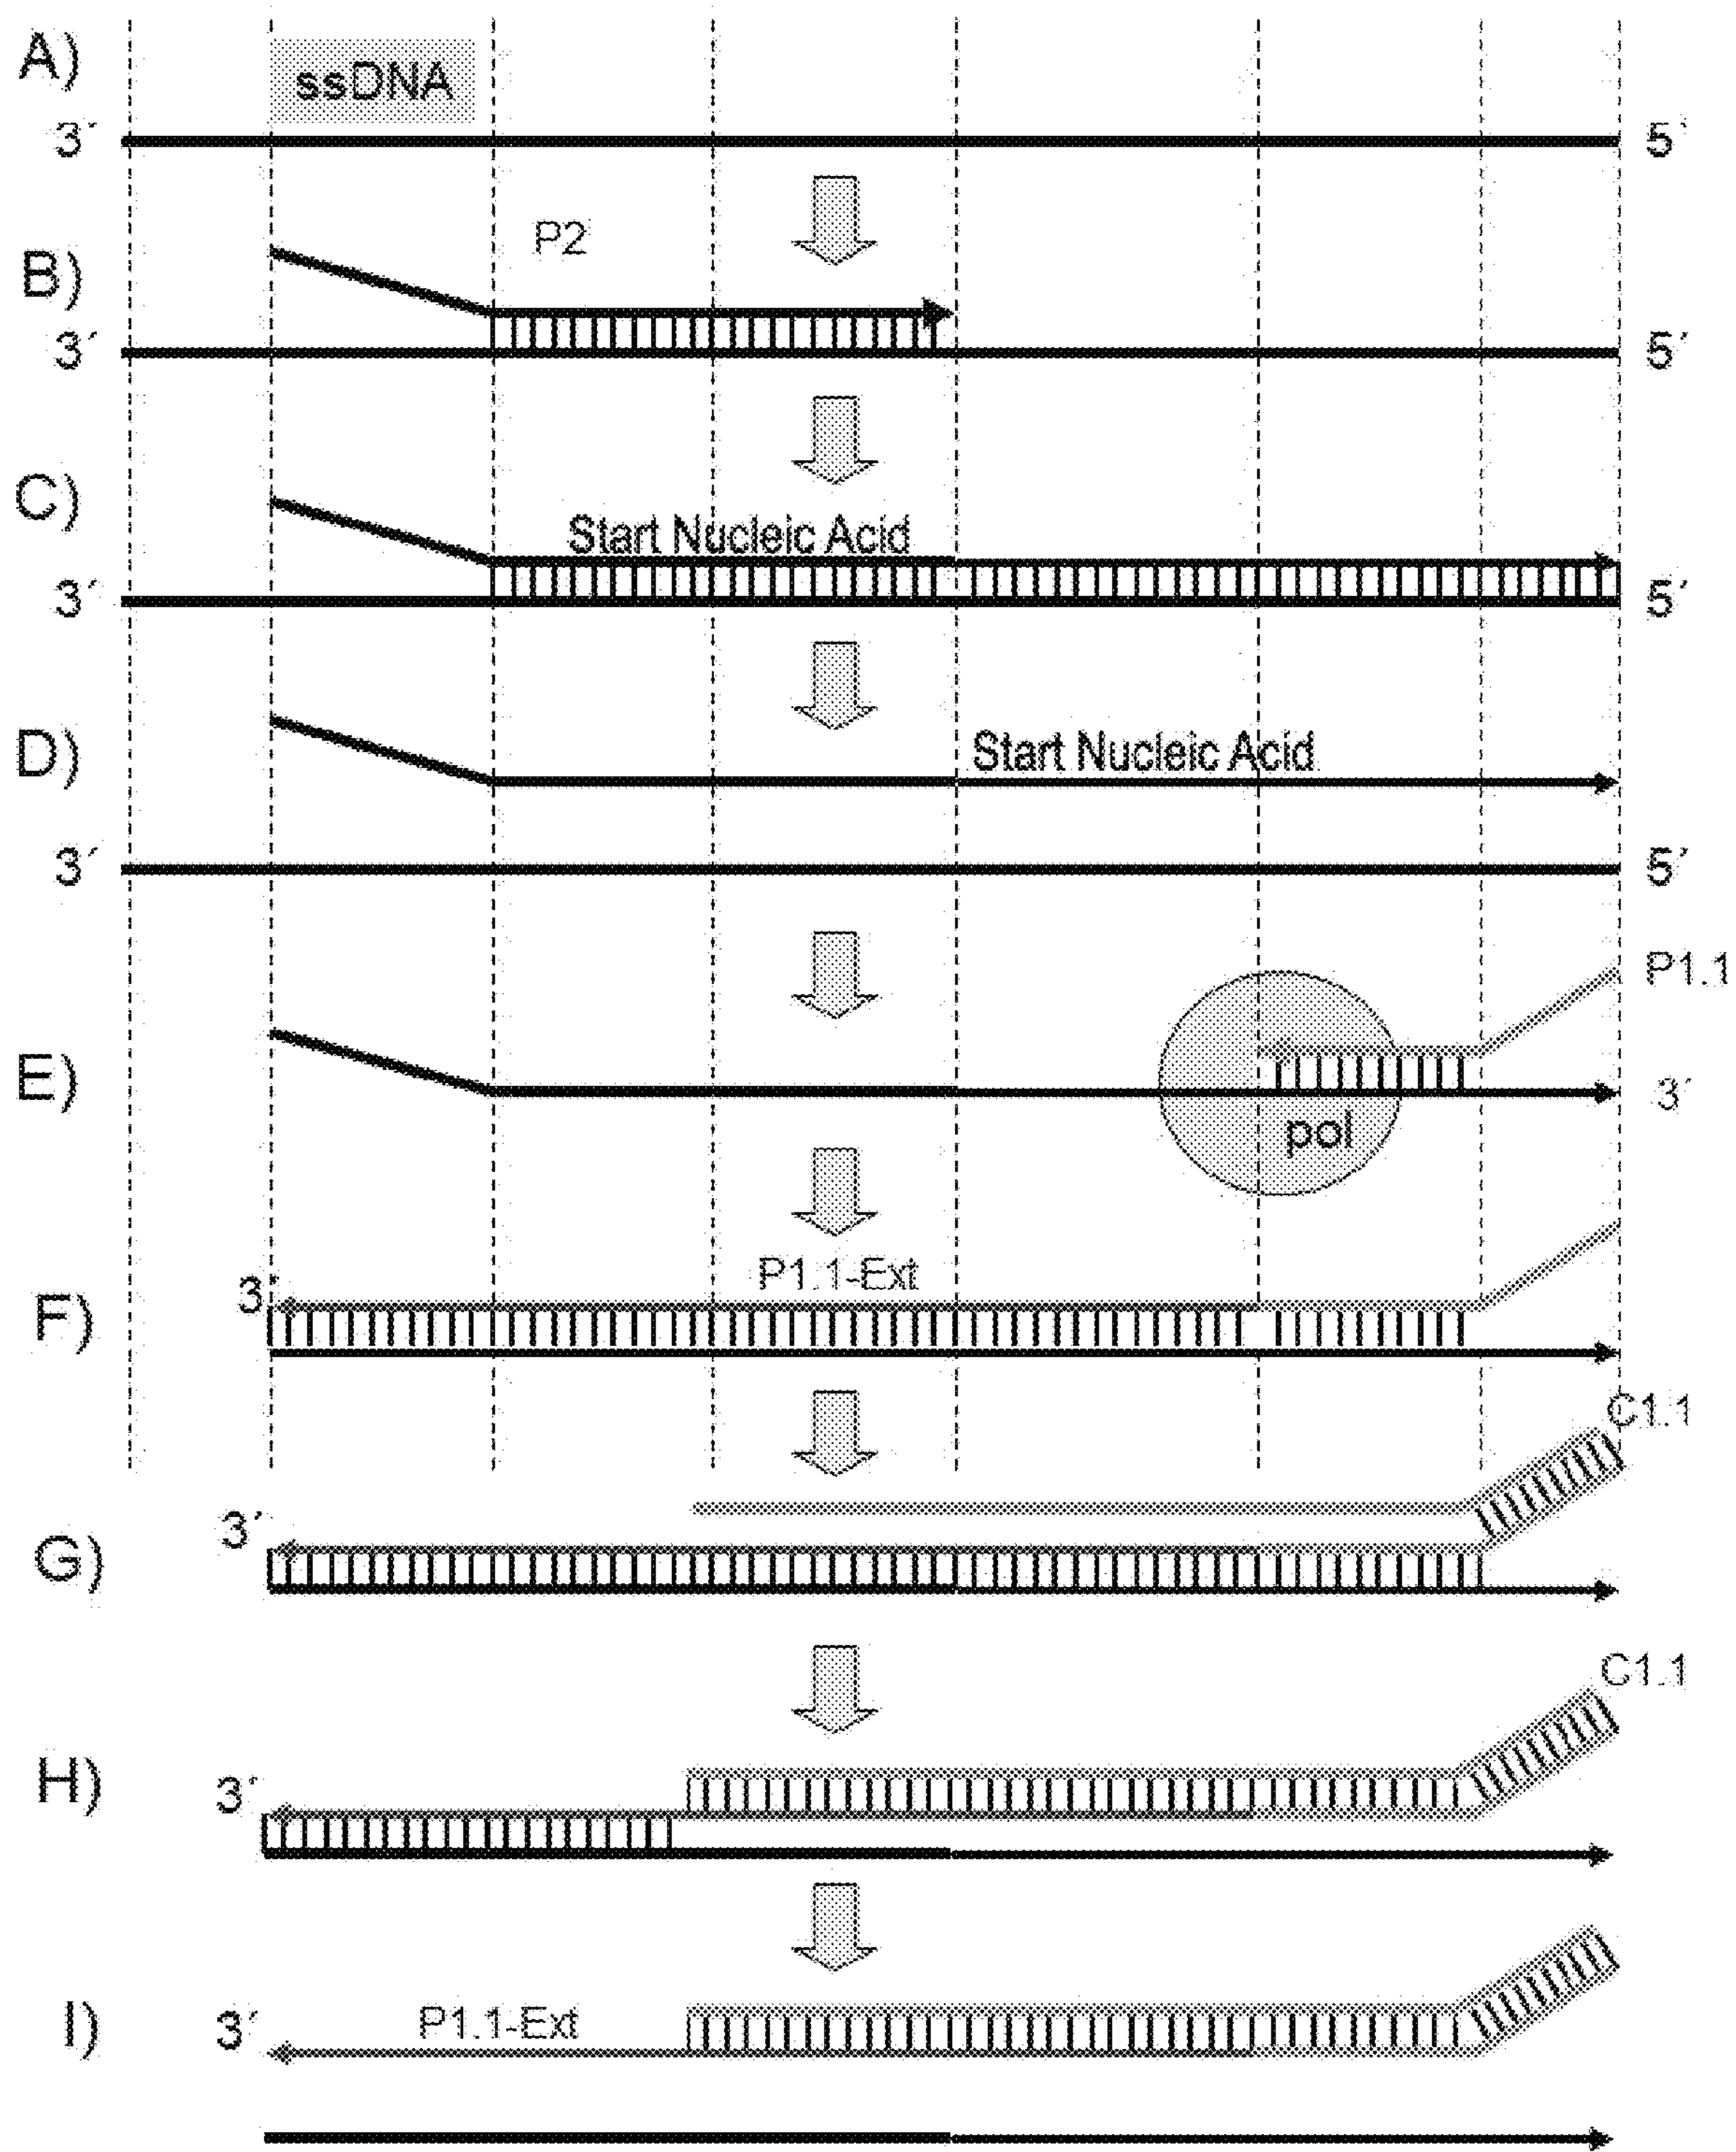 A)
ssDNA
3´ 5´
P2
B)
3´ 5´
C)
Start Nucleic Acid
3´ 5´
D)
Start Nucleic Acid
3´ 5´
P1.1
E)
3´
pol
P1.1-Ext
3´
F)
C1.1
3´
G)
C1.1
H)
3´
I)
3´
P1.1-Ext